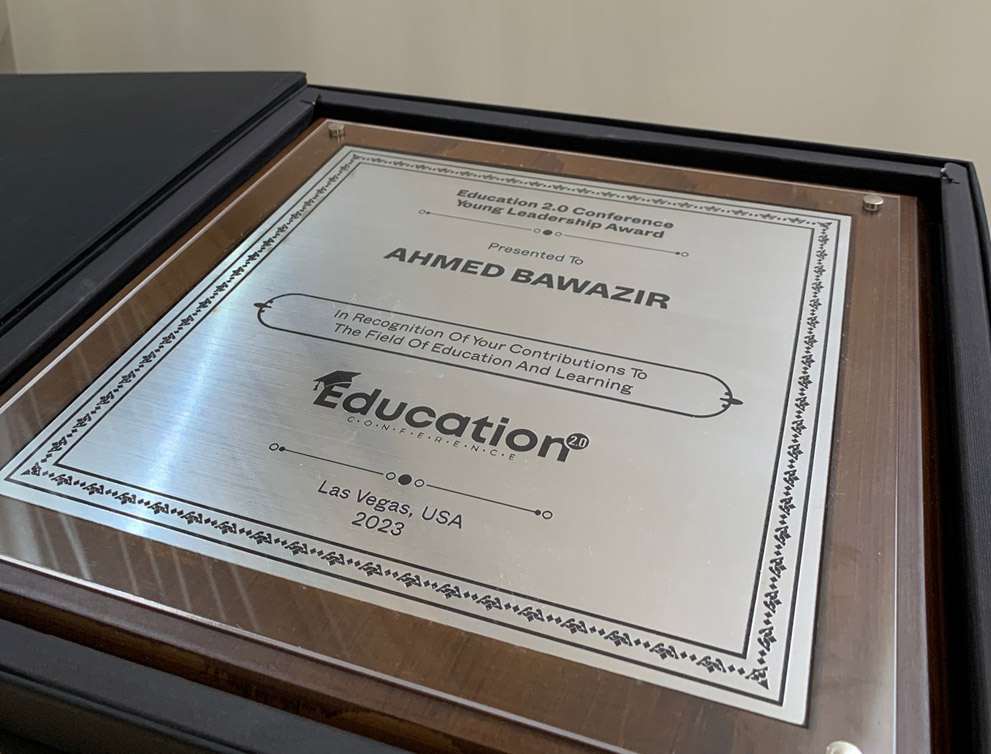 Education 2.0 Conference
Young Leadership Award
Presented To
AHMED BAWAZIR
In Recognition Of Your Contributions To
The Field Of Education And Learning
Education 2.0
C·O·N·F·E·R·E·N·C·E
Las Vegas, USA
2023